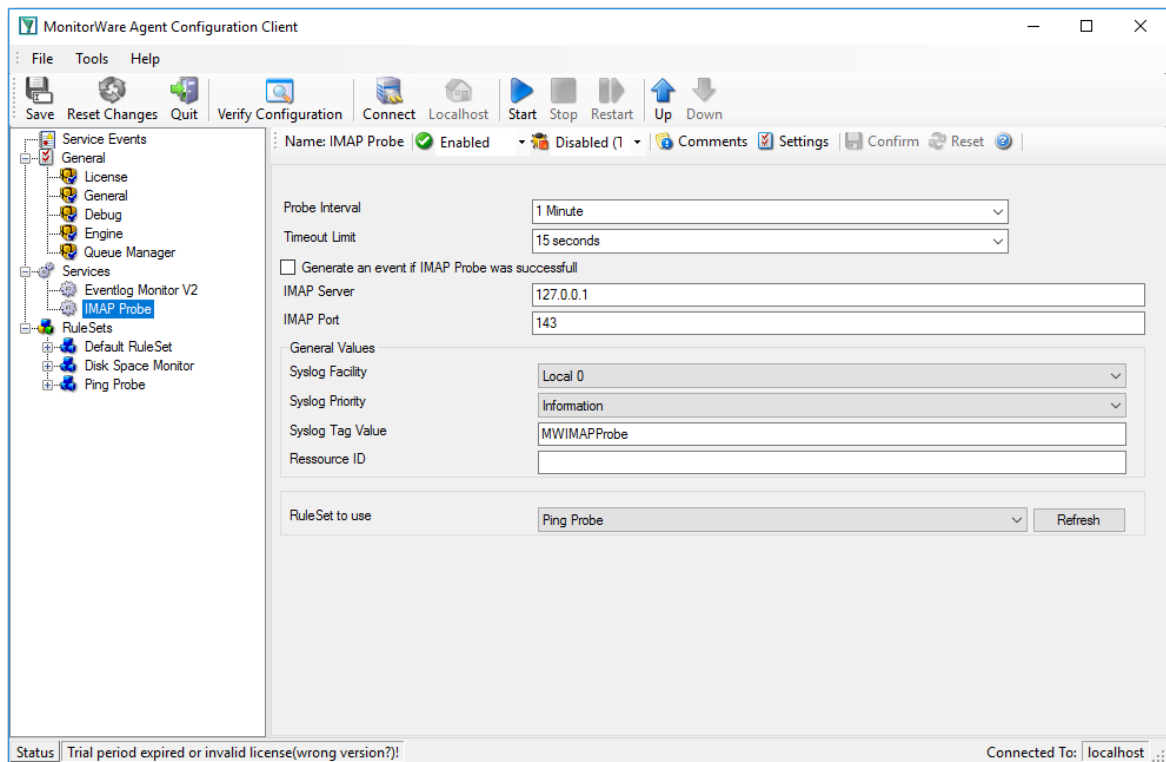 MonitorWare Agent Configuration Client
File Tools Help
Save Reset Changes Quit Verify Configuration Connect Localhost Start Stop Restart Up Down
Service Events
General
License
General
Debug
Engine
Queue Manager
Services
Eventlog Monitor V2
IMAP Probe
RuleSets
Default RuleSet
Disk Space Monitor
Ping Probe
Name: IMAP Probe Enabled Disabled (T Comments Settings Confirm Reset
Probe Interval 1 Minute
Timeout Limit 15 seconds
Generate an event if IMAP Probe was successfull
IMAP Server 127.0.0.1
IMAP Port 143
General Values
Syslog Facility Local 0
Syslog Priority Information
Syslog Tag Value MWIMAPProbe
Ressource ID
RuleSet to use Ping Probe Refresh
Status Trial period expired or invalid license(wrong version?)! Connected To: localhost